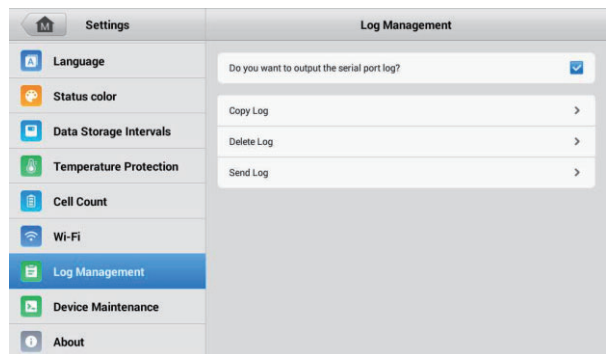 M
Settings
Log Management
Language
Status color
Data Storage Intervals
Temperature Protection
Cell Count
Wi-Fi
Log Management
Device Maintenance
About
Do you want to output the serial port log?
Copy Log
Delete Log
Send Log